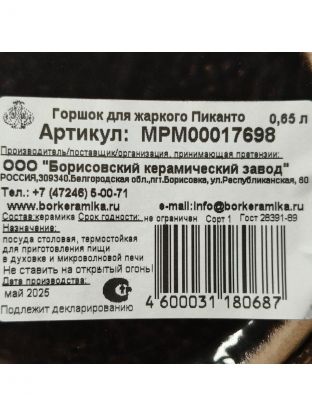 Горшок для жаркого Пиканто 0,65 л
Артикул: МРМ00017698
Производитель/поставщик/организация, принимающая претензии:
ООО "Борисовский керамический завод"
РОССИЯ,309340.Белгородская обл.,пгт.Борисовка, ул.Республиканская, 80
Тел.: +7 (47246) 5-00-71
www.borkeramika.ru e-mail:info@borkeramika.ru
Состав:керамика Срок годности: не ограничен Сорт 1 Гост 28391-89
Назначение:
посуда столовая, термостойкая
для приготовления пищи
в духовке и микроволновой печи
Не ставить на открытый огонь!
Дата производства:
май 2025
Подлежит декларированию
4 600031 180687